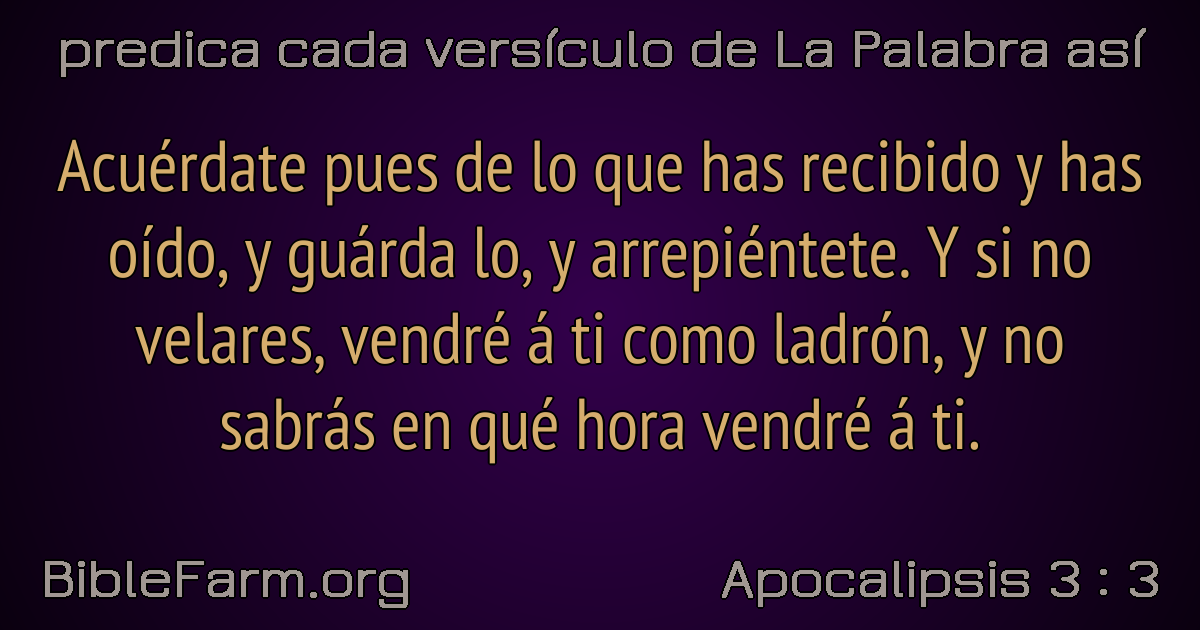 predica cada versículo de La Palabra así
Acuérdate pues de lo que has recibido y has
oído, y guárda lo, y arrepiéntete. Y si no
velares, vendré á ti como ladrón, y no
sabrás en qué hora vendré á ti.
BibleFarm.org
Apocalipsis 3 : 3